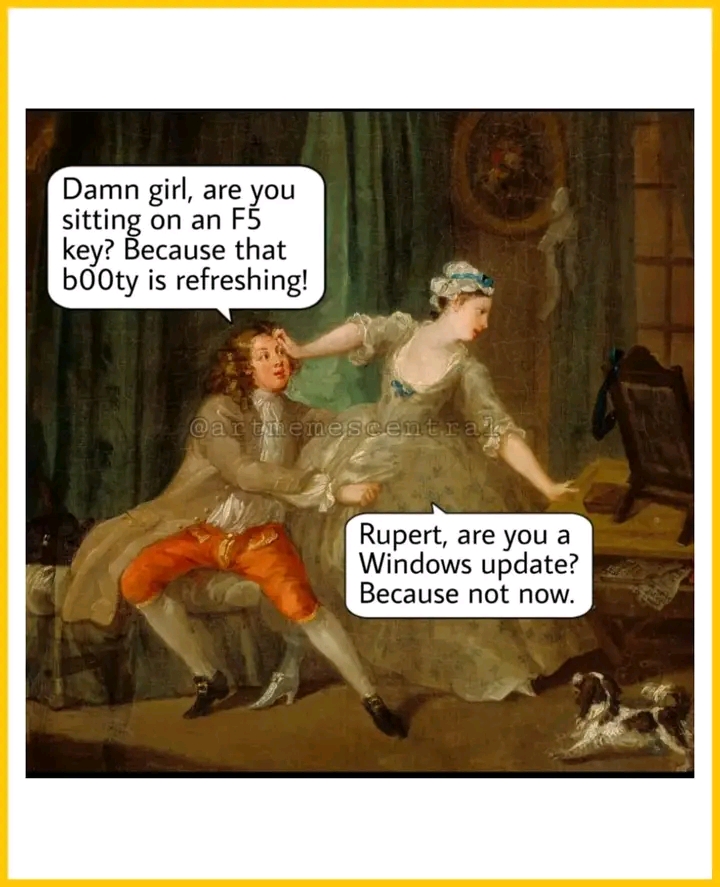 Damn girl, are you
sitting on an F5
key? Because that
b00ty is refreshing!
@artmemescentral
Rupert, are you a
Windows update?
Because not now.